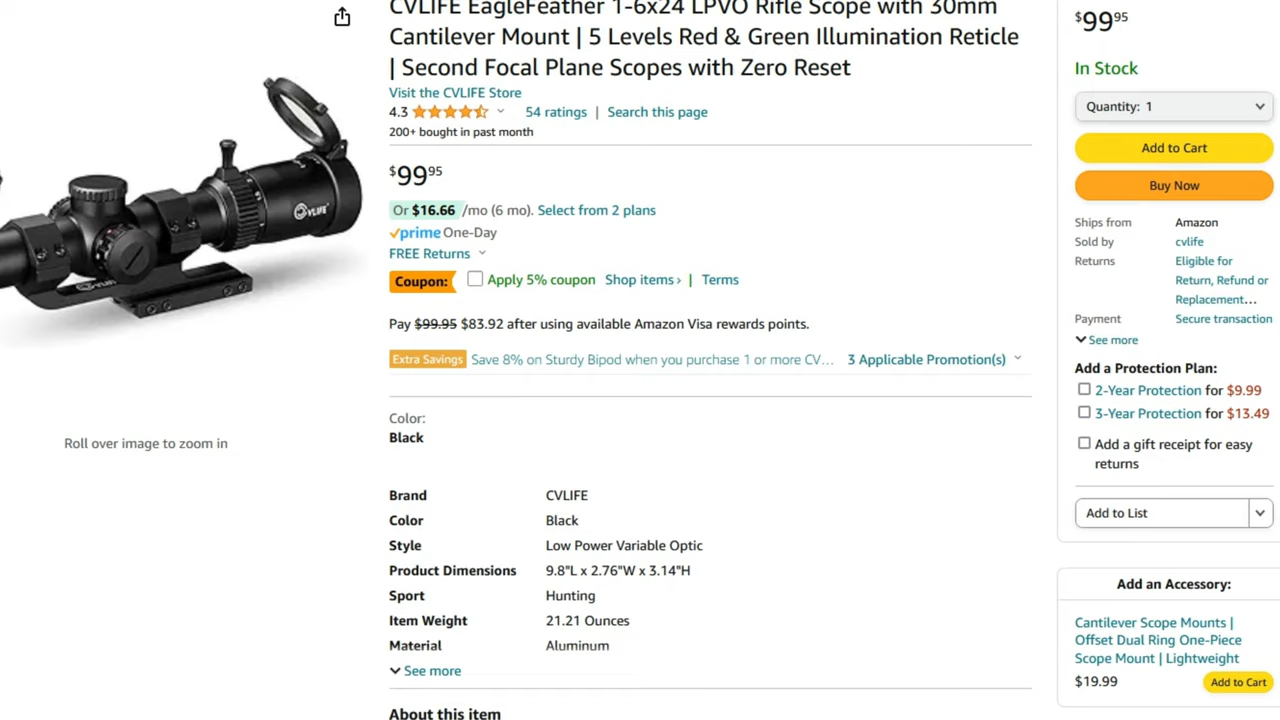 CVLIFE EagleFeather 1-6x24 LPVO Rifle Scope with 30mm
Cantilever Mount | 5 Levels Red & Green Illumination Reticle
| Second Focal Plane Scopes with Zero Reset
Visit the CVLIFE Store
4.3 54 ratings | Search this page
200+ bought in past month
$99.95
Or $16.66 /mo (6 mo). Select from 2 plans
prime One-Day
FREE Returns
Coupon: Apply 5% coupon Shop items› | Terms
Pay $99.95 $83.92 after using available Amazon Visa rewards points.
Extra Savings Save 8% on Sturdy Bipod when you purchase 1 or more CV... 3 Applicable Promotion(s)
CVLIFE
Roll over image to zoom in
Color:
Black
Brand CVLIFE
Color Black
Style Low Power Variable Optic
Product Dimensions 9.8"L x 2.76"W x 3.14"H
Sport Hunting
Item Weight 21.21 Ounces
Material Aluminum
See more
About this item
$99.95
In Stock
Quantity: 1
Add to Cart
Buy Now
Ships from Amazon
Sold by cvlife
Returns Eligible for
Return, Refund or
Replacement...
Payment Secure transaction
See more
Add a Protection Plan:
2-Year Protection for $9.99
3-Year Protection for $13.49
Add a gift receipt for easy
returns
Add to List
Add an Accessory:
Cantilever Scope Mounts |
Offset Dual Ring One-Piece
Scope Mount | Lightweight
$19.99 Add to Cart